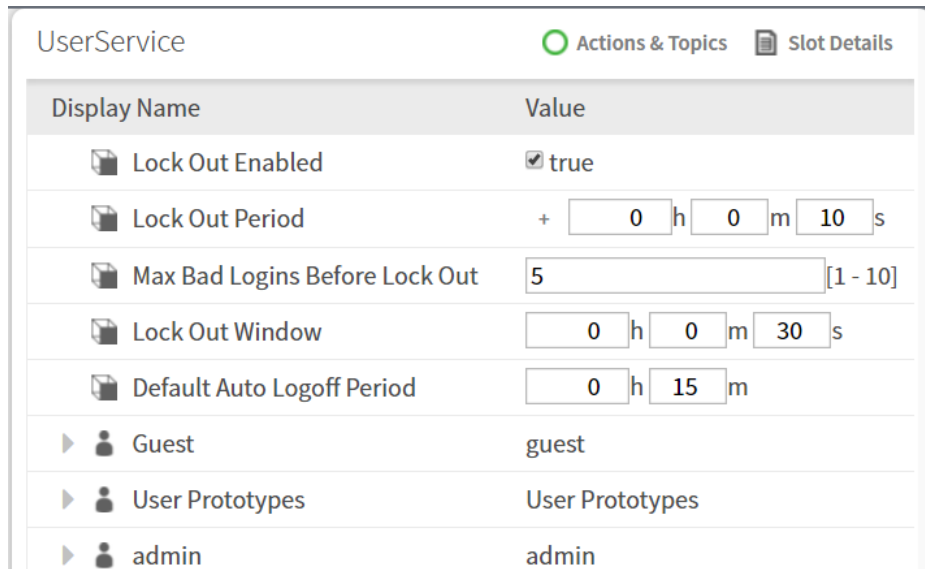 UserService Actions & Topics Slot Details
Display Name Value
Lock Out Enabled true
Lock Out Period + 0 h 0 m 10 s
Max Bad Logins Before Lock Out 5 [1 - 10]
Lock Out Window 0 h 0 m 30 s
Default Auto Logoff Period 0 h 15 m
Guest guest
User Prototypes User Prototypes
admin admin